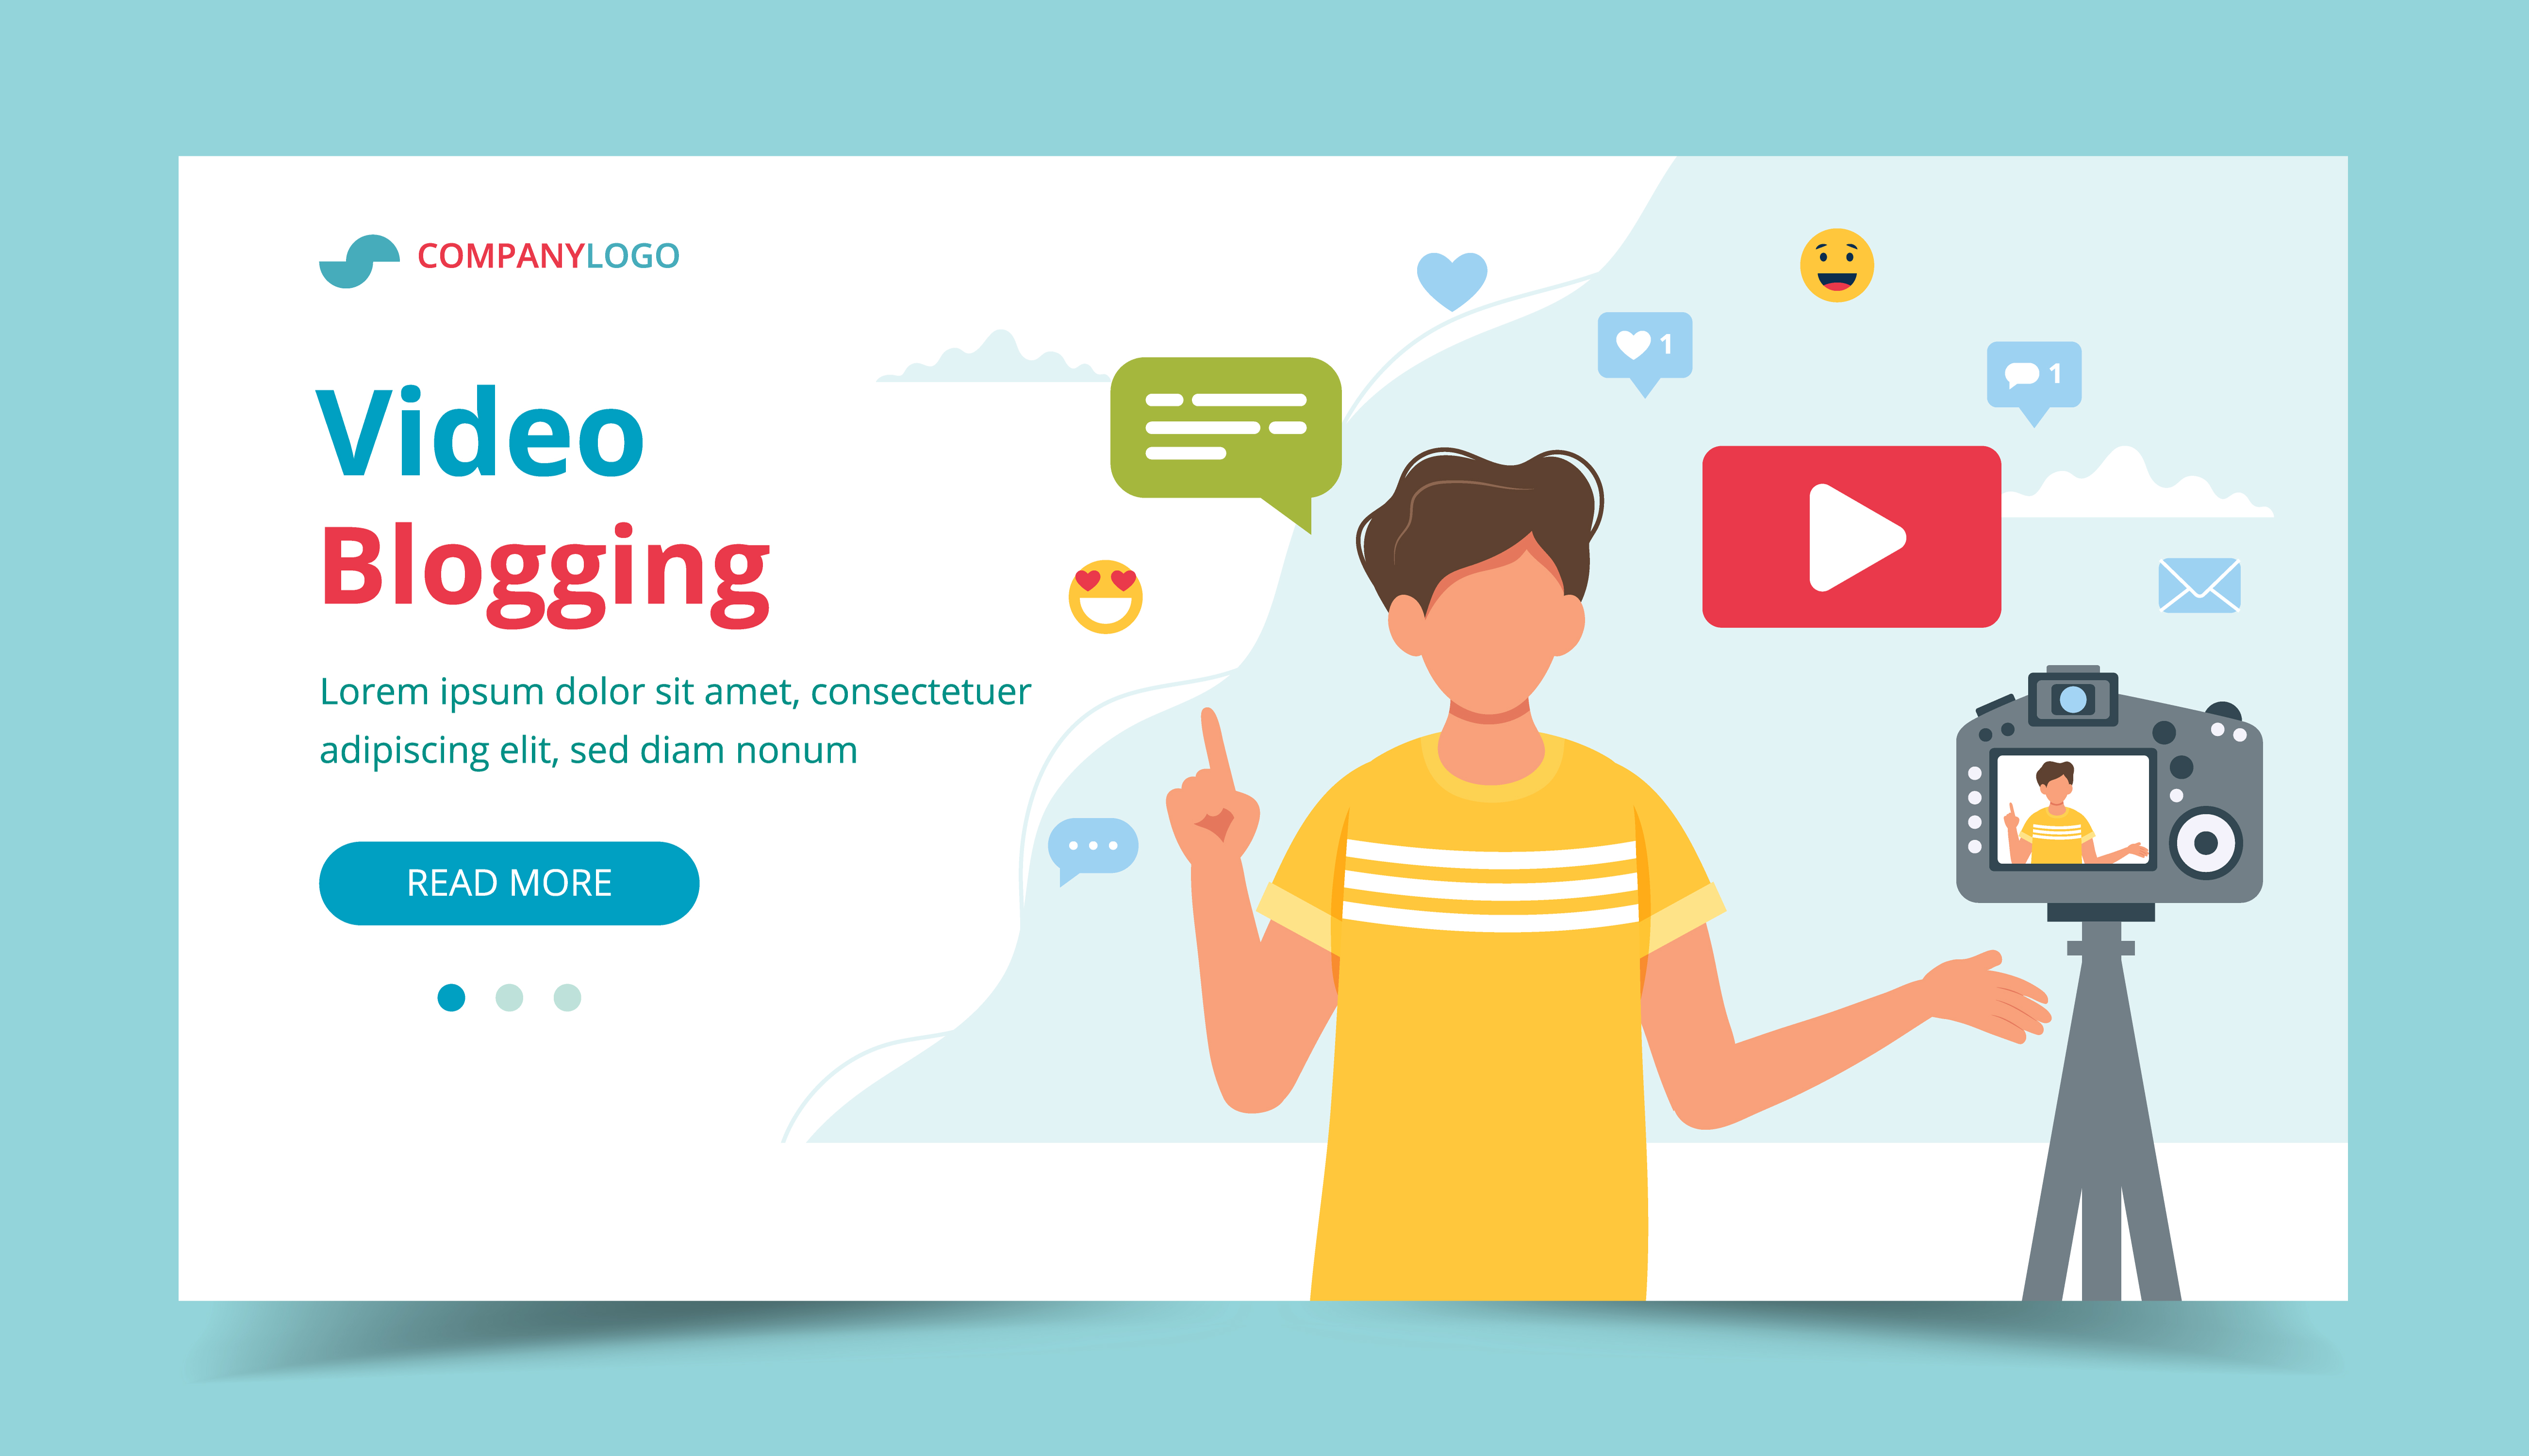 COMPANYLOGO
Video
Blogging
Lorem ipsum dolor sit amet, consectetuer
adipiscing elit, sed diam nonum
READ MORE
1
1